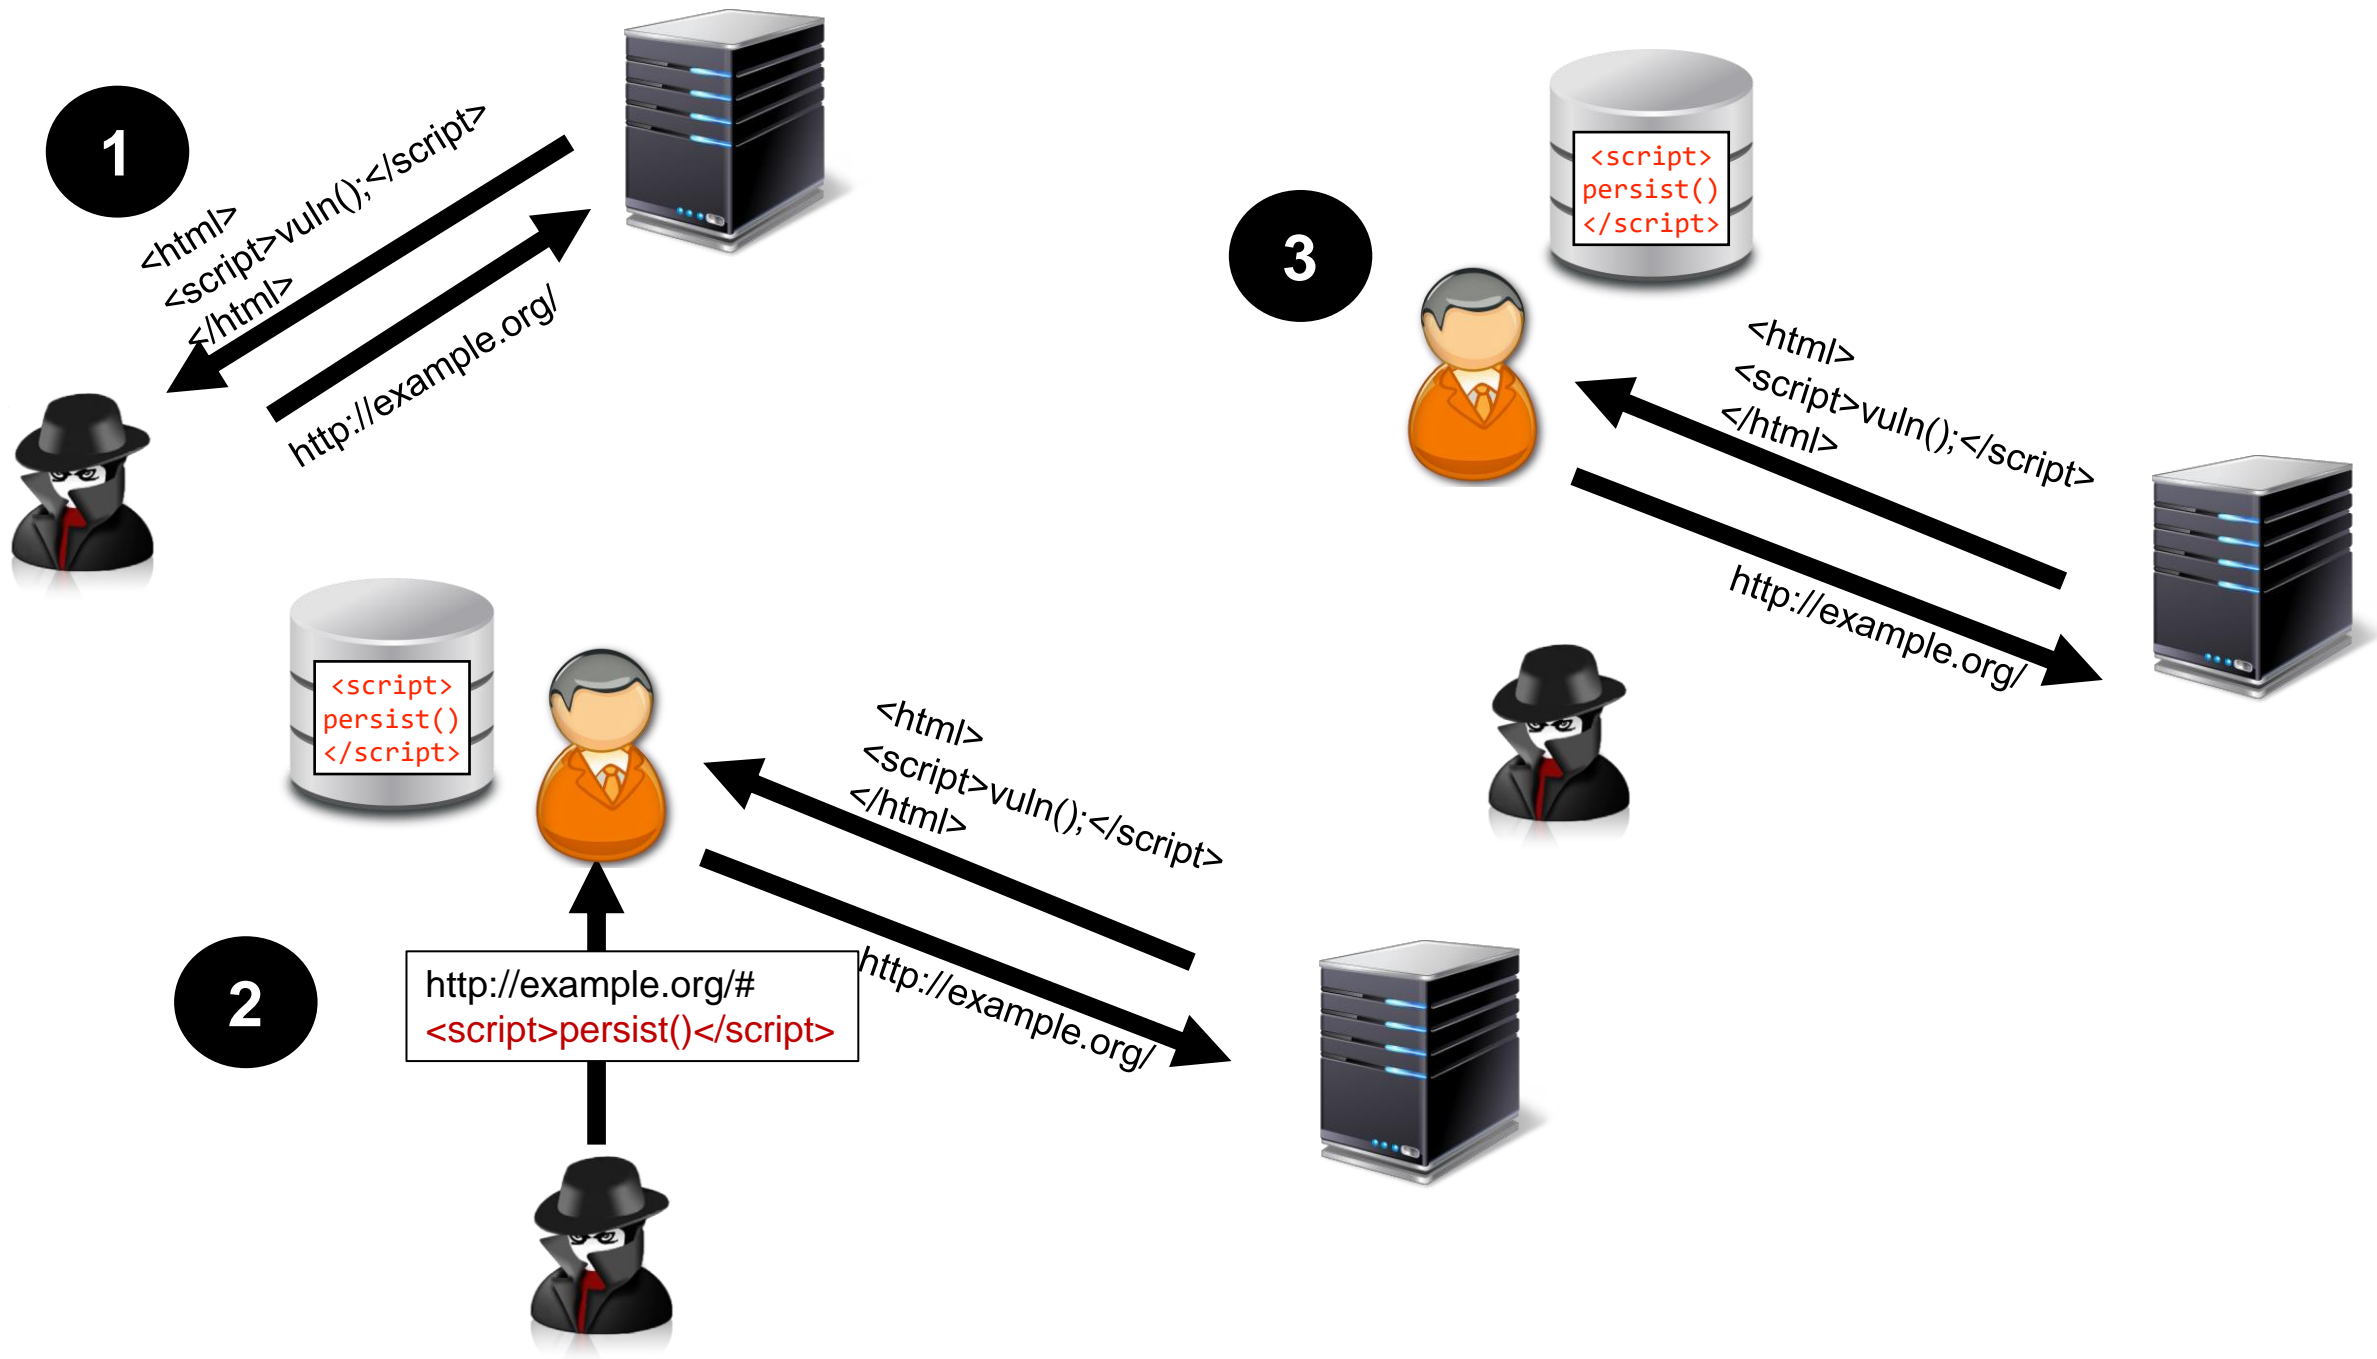 1
<html>
<script>vuln();</script>
</html>
http://example.org/
2
<script>
persist()
</script>
http://example.org/#
<script>persist()</script>
<html>
<script>vuln();</script>
</html>
http://example.org/
3
<script>
persist()
</script>
<html>
<script>vuln();</script>
</html>
http://example.org/